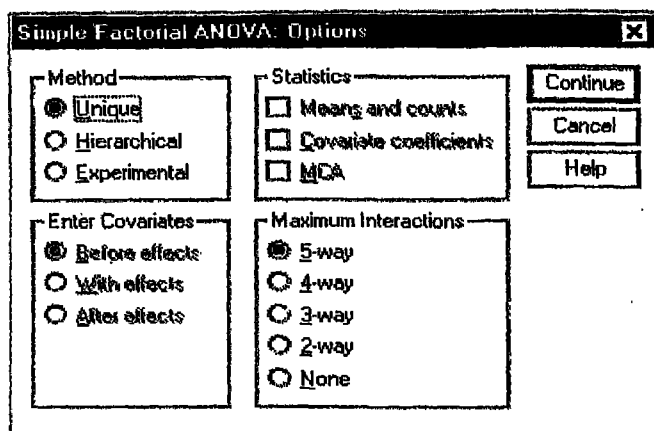 Simple Factorial ANOVA: Options
Method
Unique
Hierarchical
Experimental
Statistics
Means and counts
Covariate coefficients
MCA
Continue
Cancel
Help
Enter Covariates
Before effects
With effects
After effects
Maximum Interactions
5-way
4-way
3-way
2-way
None